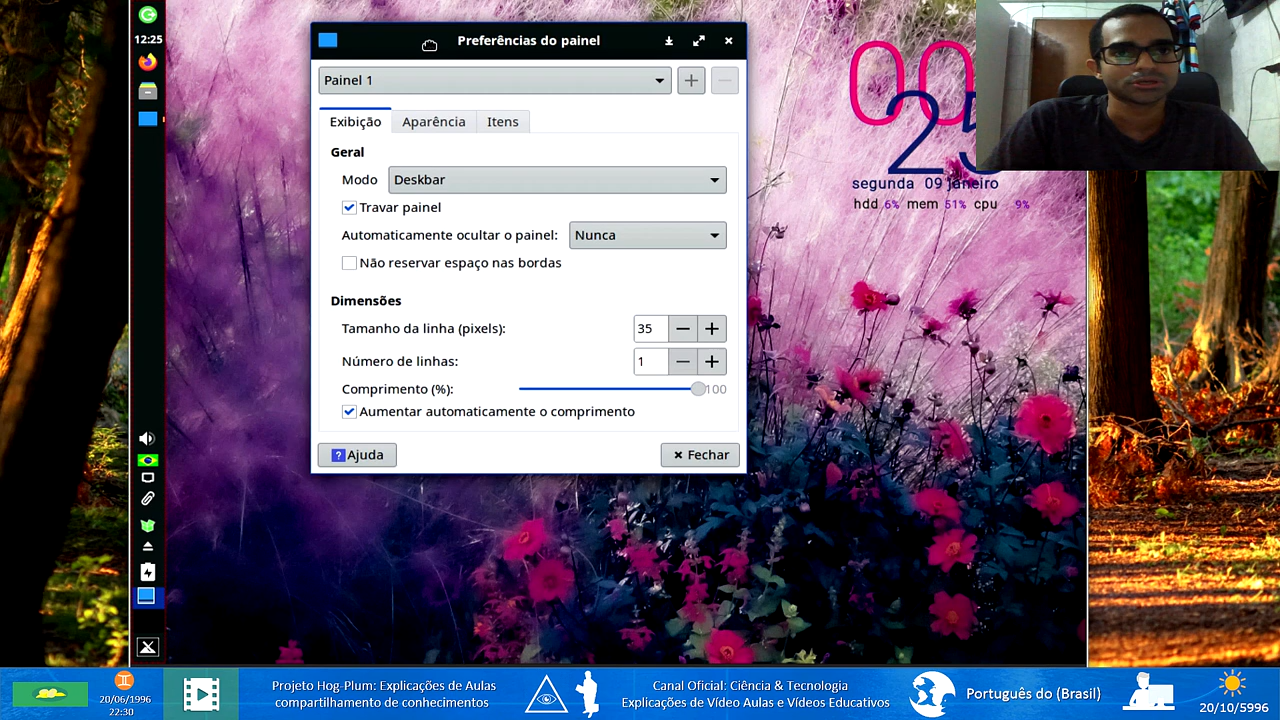 12:25
Preferências do painel
Painel 1
Exibição
Aparência
Itens
Geral
Modo
Deskbar
Travar painel
Automaticamente ocultar o painel:
Nunca
Não reservar espaço nas bordas
Dimensões
Tamanho da linha (pixels):
35
Número de linhas:
1
Comprimento (%):
100
Aumentar automaticamente o comprimento
Ajuda
Fechar
00
25
segunda 09 janeiro
hdd 6% mem 51% cpu 9%
20/06/1996
22:30
Projeto Hog-Plum: Explicações de Aulas
compartilhamento de conhecimentos
Canal Oficial: Ciência & Tecnologia
Explicações de Vídeo Aulas e Vídeos Educativos
Português do (Brasil)
20/10/5996